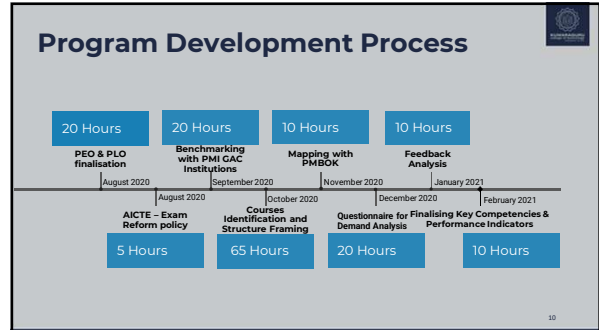 Program Development Process
20 Hours
20 Hours
10 Hours
10 Hours
PEO & PLO
finalisation
Benchmarking
with PMI GAC
Institutions
Mapping with
PMBOK
Feedback
Analysis
August 2020
September 2020
November 2020
January 2021
August 2020
October 2020
December 2020
February 2021
AICTE – Exam
Reform policy
Courses
Identification and
Structure Framing
Questionnaire for
Demand Analysis
Finalising Key Competencies &
Performance Indicators
5 Hours
65 Hours
20 Hours
10 Hours
10